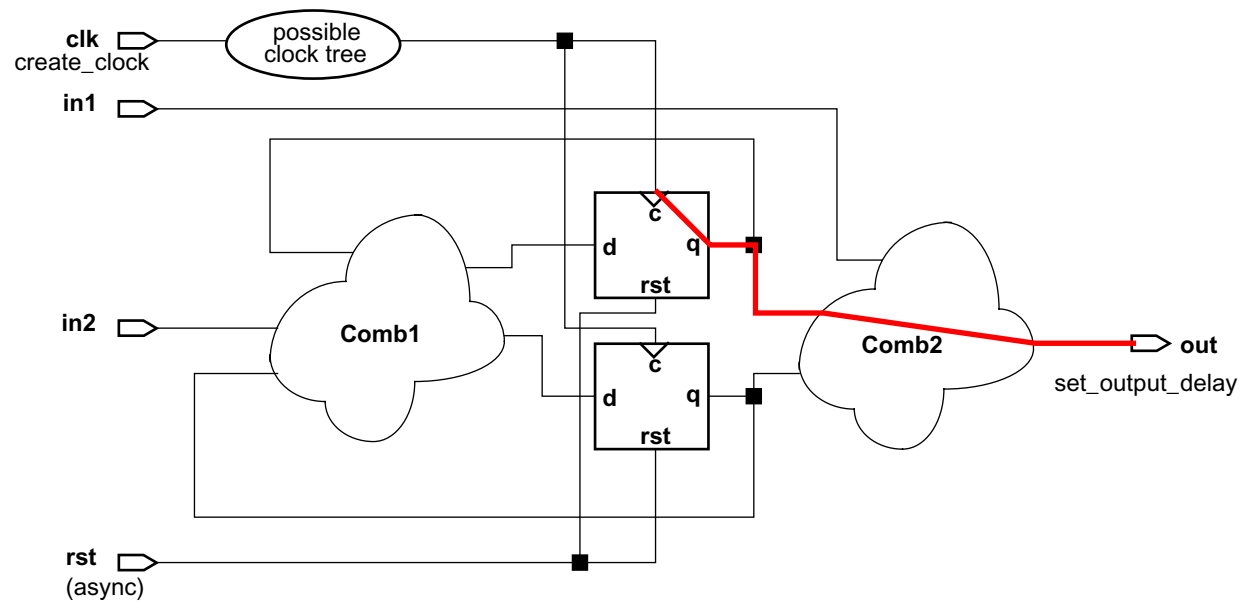 clk
create_clock
possible
clock tree
in1
c
d
q
rst
in2
Comb1
Comb2
out
set_output_delay
c
d
q
rst
rst
(async)